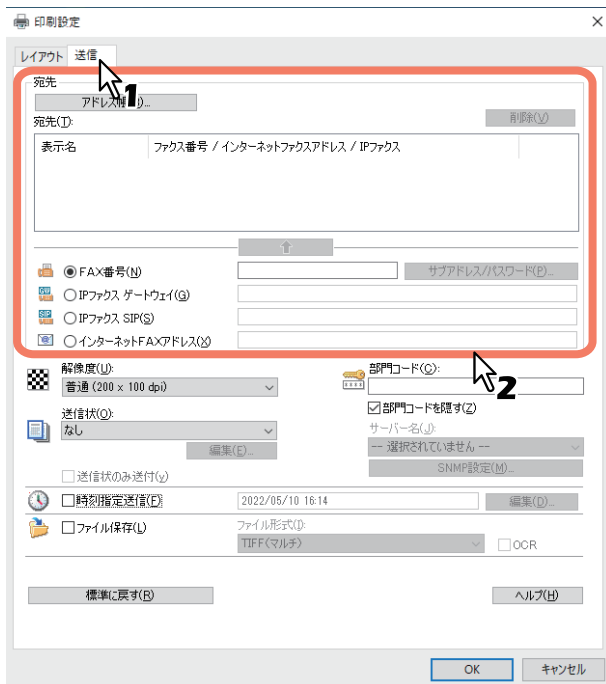 印刷設定
レイアウト 送信
1
宛先
アドレス帳
宛先(T):
削除(V)
表示名 ファクス番号 / インターネットファクスアドレス / IPファクス
FAX番号(N) サブアドレス/パスワード(P)...
IPファクス ゲートウェイ(G)
IPファクス SIP(S)
インターネットFAXアドレス(X)
2
解像度(U):
普通 (200 x 100 dpi)
部門コード(C):
部門コードを隠す(Z)
送信状(O):
なし
編集(E)...
サーバー名(J):
-- 選択されていません --
SNMP設定(M)...
送信状のみ送付(y)
時刻指定送信(F) 2022/05/10 16:14 編集(D)...
ファイル保存(L)
ファイル形式(I):
TIFF(マルチ) OCR
標準に戻す(R) ヘルプ(H)
OK キャンセル